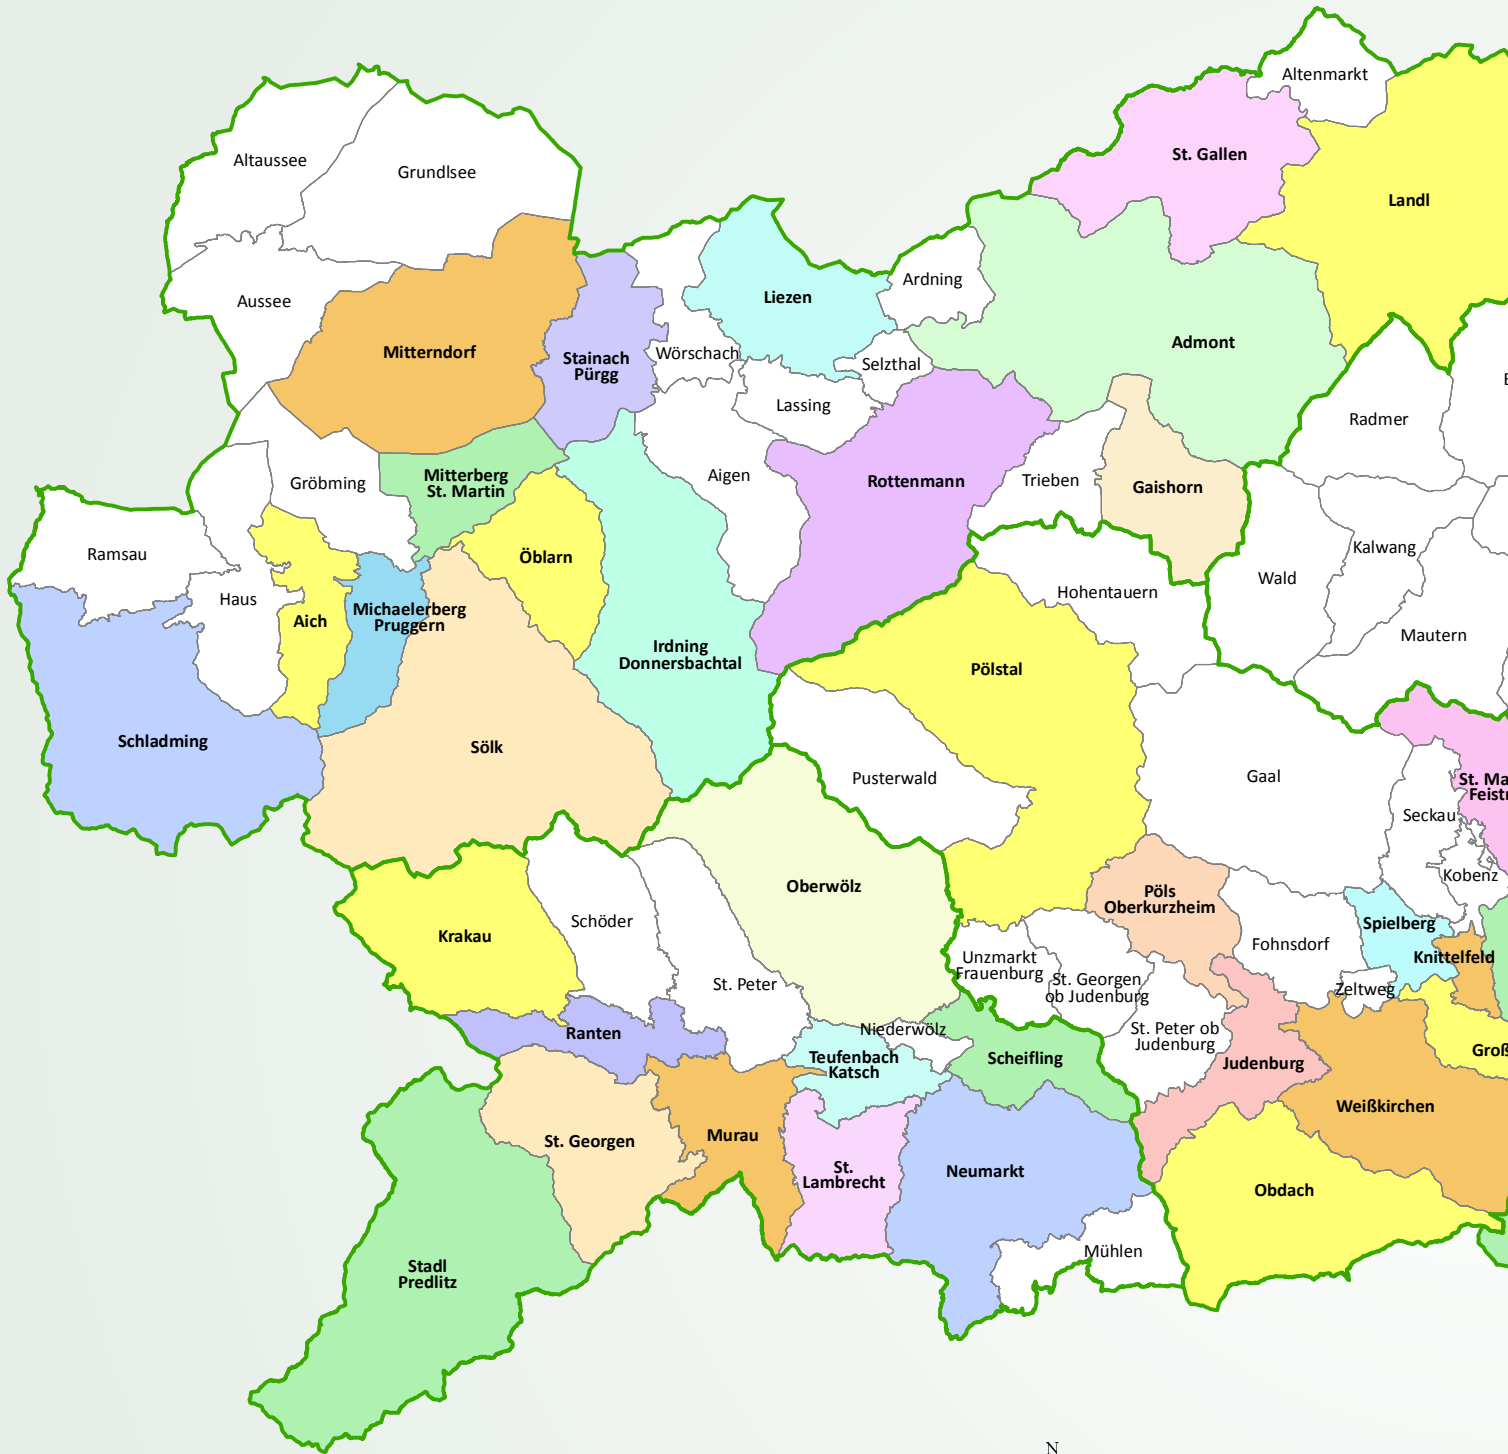 Altenmarkt
Altaussee
Grundlsee
St. Gallen
Landl
Aussee
Liezen
Ardning
Mitterndorf
Stainach
Pürgg
Wörschach
Selzthal
Admont
Lassing
Radmer
Gröbming
Mitterberg
St. Martin
Aigen
Rottenmann
Trieben
Gaishorn
Ramsau
Öblarn
Kalwang
Wald
Haus
Aich
Michaelerberg
Pruggern
Hohentauern
Mautern
Irdning
Donnersbachtal
Pölstal
Schladming
Sölk
Pusterwald
Gaal
St. Ma
Feistr
Seckau
Kobenz
Oberwölz
Pöls
Oberkurzheim
Krakau
Schöder
Spielberg
Fohnsdorf
Knittelfeld
Unzmarkt
Frauenburg
St. Georgen
ob Judenburg
Zeltweg
St. Peter
Ranten
Niederwölz
St. Peter ob
Judenburg
Teufenbach
Katsch
Scheifling
Judenburg
Groß
Weißkirchen
St. Georgen
Murau
St.
Lambrecht
Neumarkt
Obdach
Mühlen
Stadl
Predlitz
N